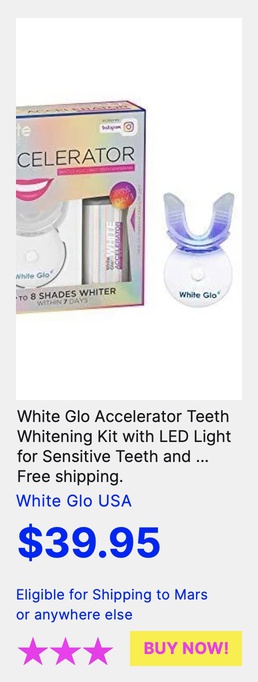 te
Instagram
CELERATOR
White Glo
WHITE
ACCELERATOR
TO 8 SHADES WHITER
WITHIN 7 DAYS
White Glo
White Glo Accelerator Teeth
Whitening Kit with LED Light
for Sensitive Teeth and ...
Free shipping.
White Glo USA
$39.95
Eligible for Shipping to Mars
or anywhere else
BUY NOW!